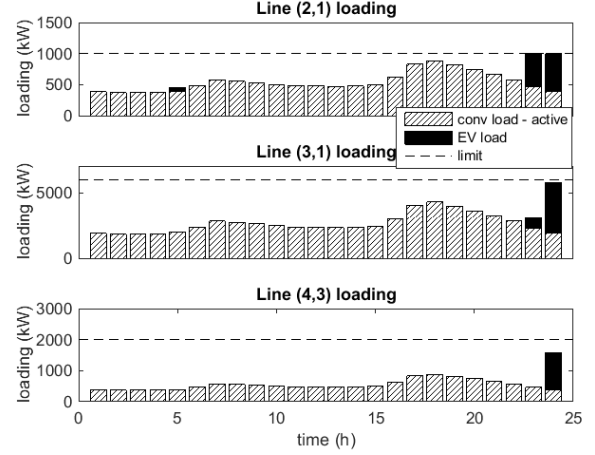 Line (2,1) loading
loading (kW)
1500
1000
500
0
conv load - active
EV load
limit
Line (3,1) loading
loading (kW)
5000
0
Line (4,3) loading
loading (kW)
3000
2000
1000
0
0
5
10
15
20
25
time (h)